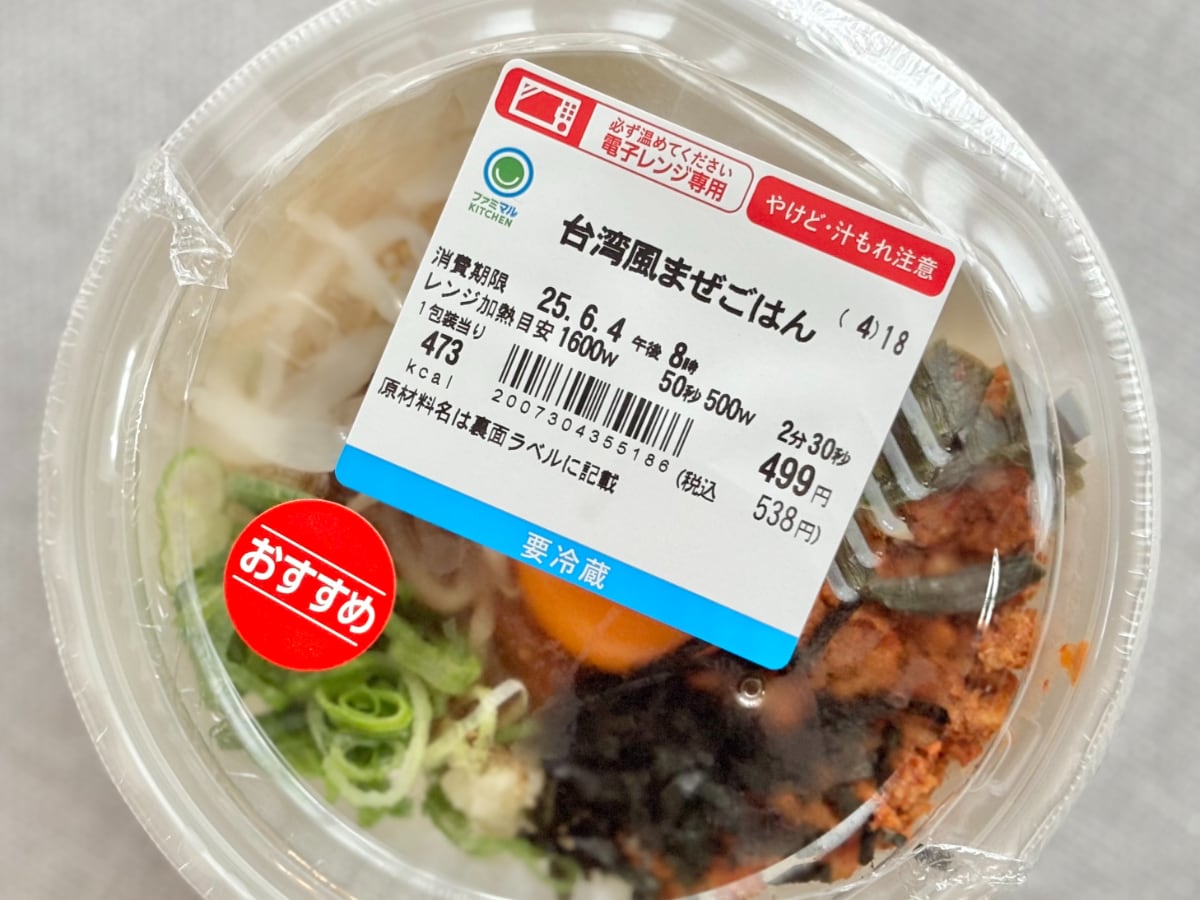 必ず温めてください
電子レンジ専用
やけど・汁もれ注意
ファミマル
KITCHEN
台湾風まぜごはん
( 4)18
消費期限 25.6.4 午後 8時
レンジ加熱目安 1600W 50秒 500W 2分30秒
1包装当り
473
kcal
2007304355186
499円
(税込 538円)
原材料名は裏面ラベルに記載
要冷蔵
おすすめ